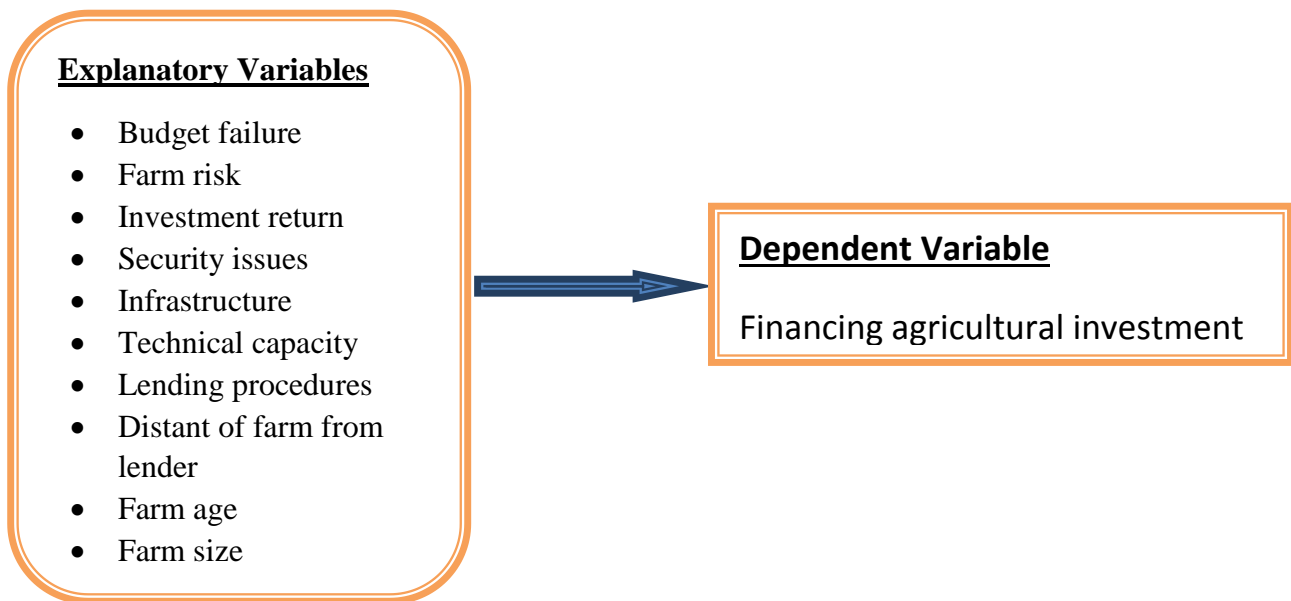 Explanatory Variables
• Budget failure
• Farm risk
• Investment return
• Security issues
• Infrastructure
• Technical capacity
• Lending procedures
• Distant of farm from
lender
• Farm age
• Farm size
Dependent Variable
Financing agricultural investment